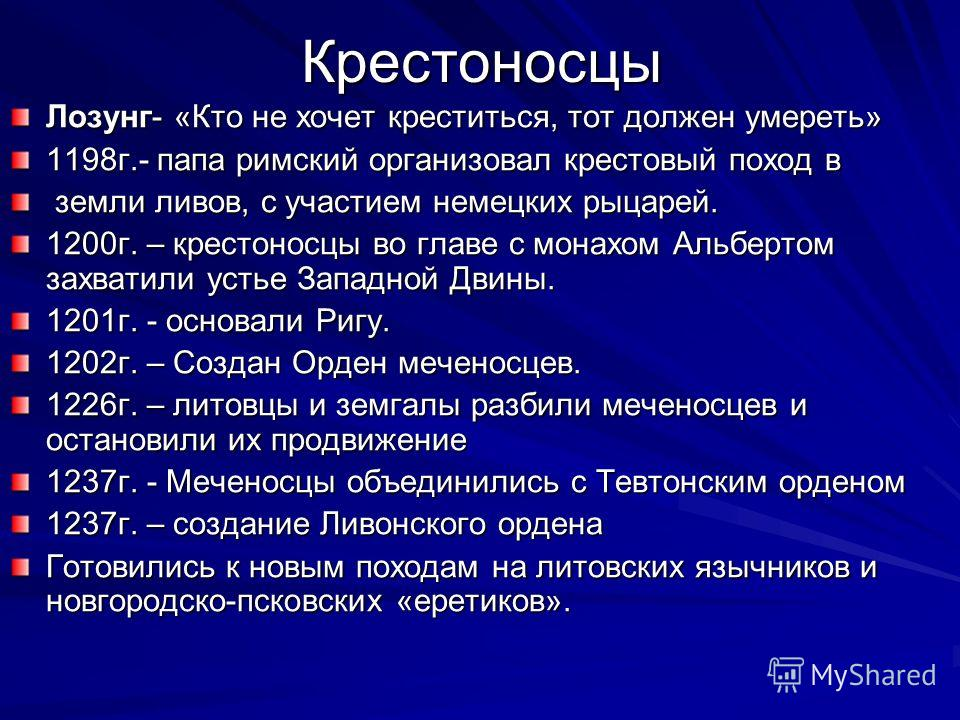 Крестоносцы
Лозунг- «Кто не хочет креститься, тот должен умереть»
1198г.- папа римский организовал крестовый поход в
земли ливов, с участием немецких рыцарей.
1200г. – крестоносцы во главе с монахом Альбертом
захватили устье Западной Двины.
1201г. - основали Ригу.
1202г. – Создан Орден меченосцев.
1226г. – литовцы и земгалы разбили меченосцев и
остановили их продвижение
1237г. - Меченосцы объединились с Тевтонским орденом
1237г. – создание Ливонского ордена
Готовились к новым походам на литовских язычников и
новгородско-псковских «еретиков».
MyShared